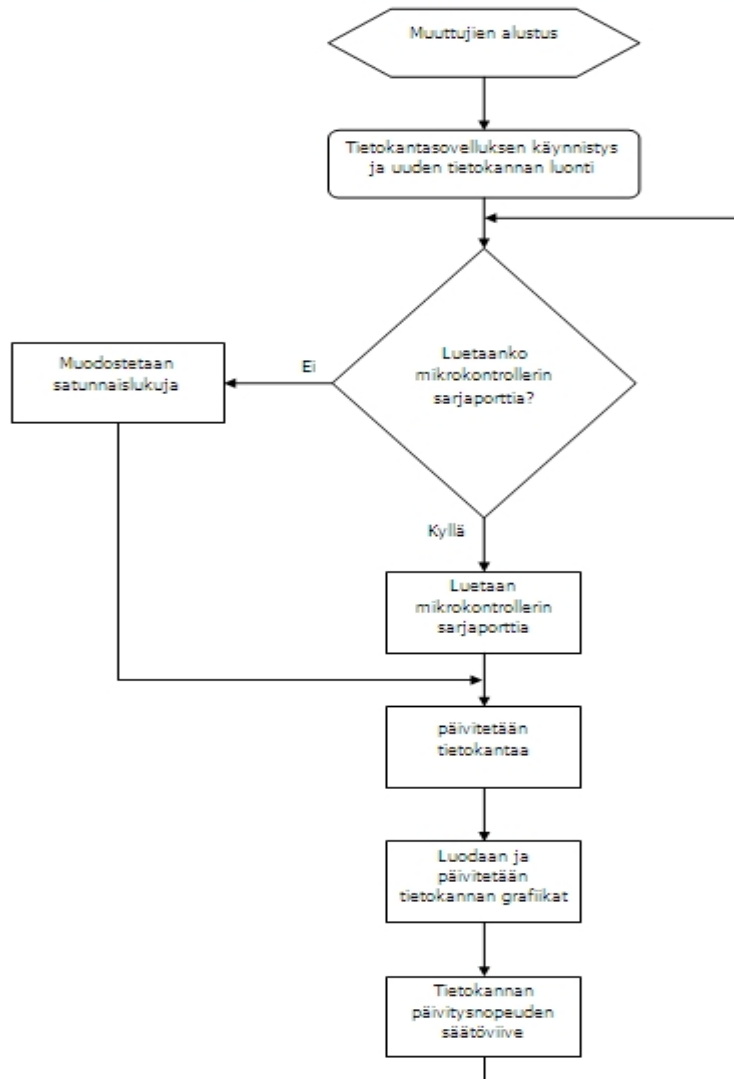 Muuttujien alustus
Tietokantasovelluksen käynnistys
ja uuden tietokannan luonti
Luetaanko
mikrokontrollerin
sarjaporttia?
Ei
Muodostetaan
satunnaislukuja
Kyllä
Luetaan
mikrokontrollerin
sarjaporttia
päivitetään
tietokantaa
Luodaan ja
päivitetään
tietokannan grafiikat
Tietokannan
päivitysnopeuden
säätöviive